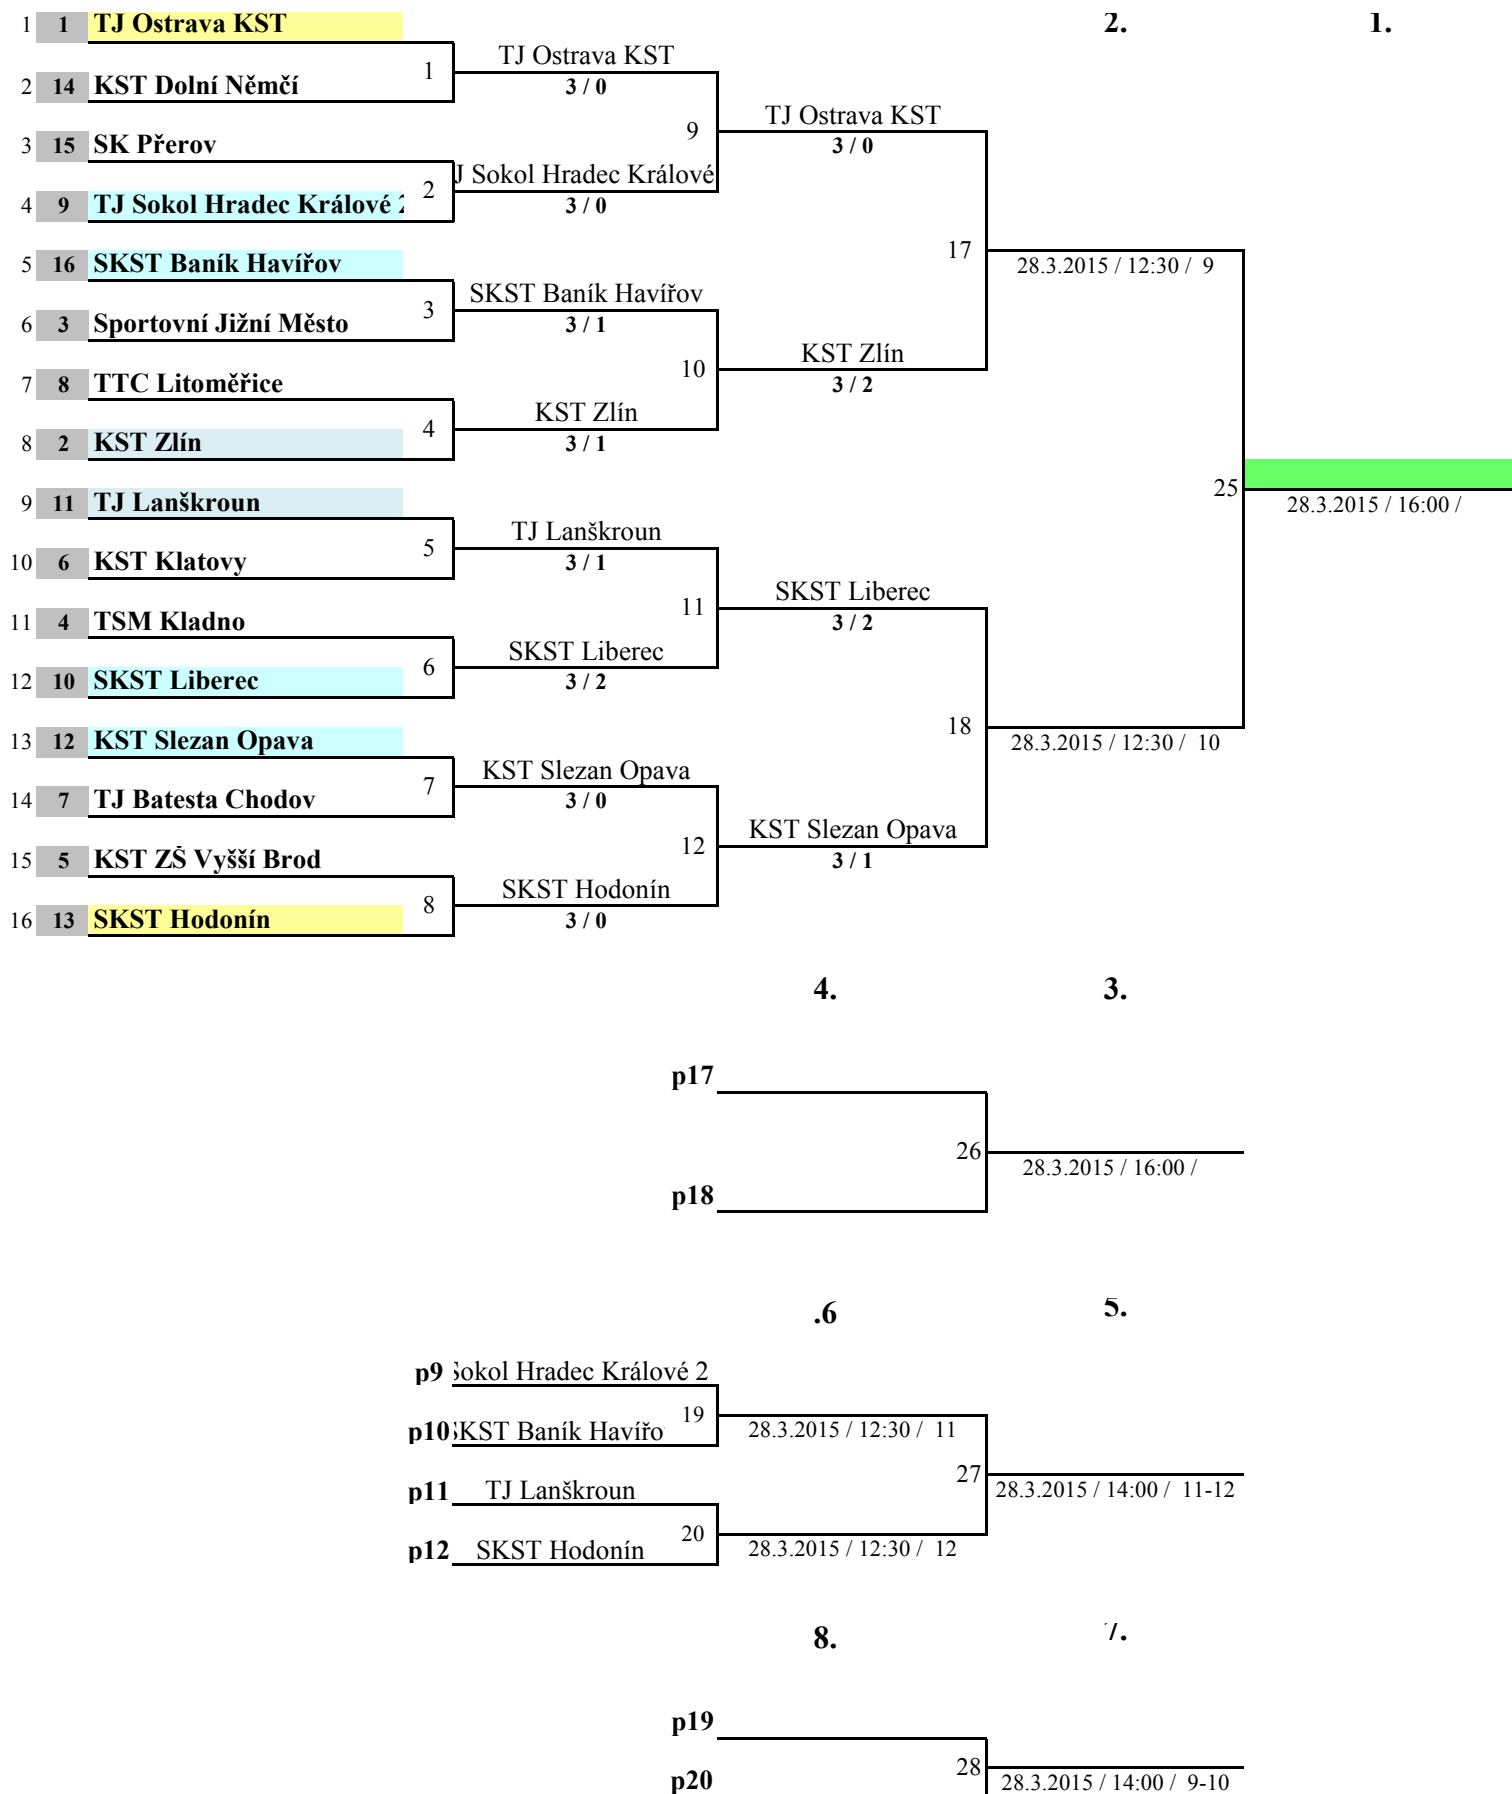 1 1 TJ Ostrava KST
2. 1.
TJ Ostrava KST
1
3 / 0
2 14 KST Dolní Němčí
TJ Ostrava KST
9
3 / 0
3 15 SK Přerov
J Sokol Hradec Králové
2
3 / 0
4 9 TJ Sokol Hradec Králové 2
17
28.3.2015 / 12:30 / 9
5 16 SKST Baník Havířov
SKST Baník Havířov
3
3 / 1
6 3 Sportovní Jižní Město
KST Zlín
10
3 / 2
7 8 TTC Litoměřice
KST Zlín
4
3 / 1
8 2 KST Zlín
25
28.3.2015 / 16:00 /
9 11 TJ Lanškroun
TJ Lanškroun
5
3 / 1
10 6 KST Klatovy
SKST Liberec
11
3 / 2
11 4 TSM Kladno
SKST Liberec
6
3 / 2
12 10 SKST Liberec
18
28.3.2015 / 12:30 / 10
13 12 KST Slezan Opava
KST Slezan Opava
7
3 / 0
14 7 TJ Batesta Chodov
KST Slezan Opava
12
3 / 1
15 5 KST ZŠ Vyšší Brod
SKST Hodonín
8
3 / 0
16 13 SKST Hodonín
4. 3.
p17
26
28.3.2015 / 16:00 /
p18
.6 5.
p9 Sokol Hradec Králové 2
19
28.3.2015 / 12:30 / 11
p10 SKST Baník Havířo
27
28.3.2015 / 14:00 / 11-12
p11 TJ Lanškroun
20
28.3.2015 / 12:30 / 12
p12 SKST Hodonín
8. 7.
p19
28
28.3.2015 / 14:00 / 9-10
p20